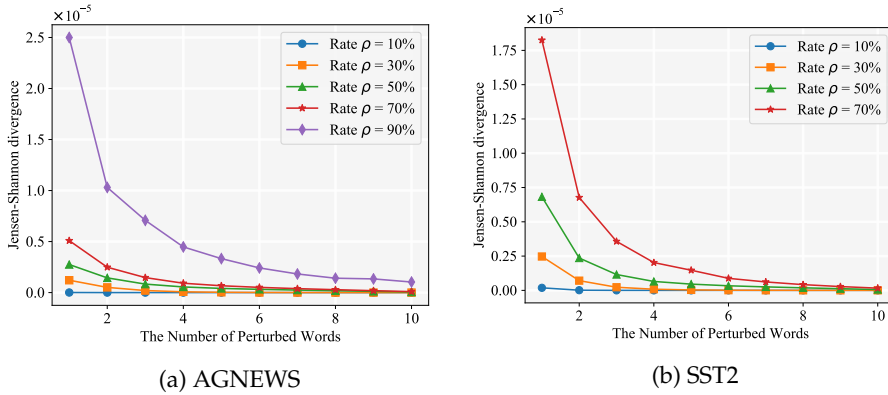 ×10⁻⁵
2.5
2.0
1.5
1.0
0.5
0.0
Jensen-Shannon divergence
Rate ρ = 10%
Rate ρ = 30%
Rate ρ = 50%
Rate ρ = 70%
Rate ρ = 90%
2 4 6 8 10
The Number of Perturbed Words
(a) AGNEWS
×10⁻⁵
1.75
1.50
1.25
1.00
0.75
0.50
0.25
0.00
Jensen-Shannon divergence
Rate ρ = 10%
Rate ρ = 30%
Rate ρ = 50%
Rate ρ = 70%
2 4 6 8 10
The Number of Perturbed Words
(b) SST2